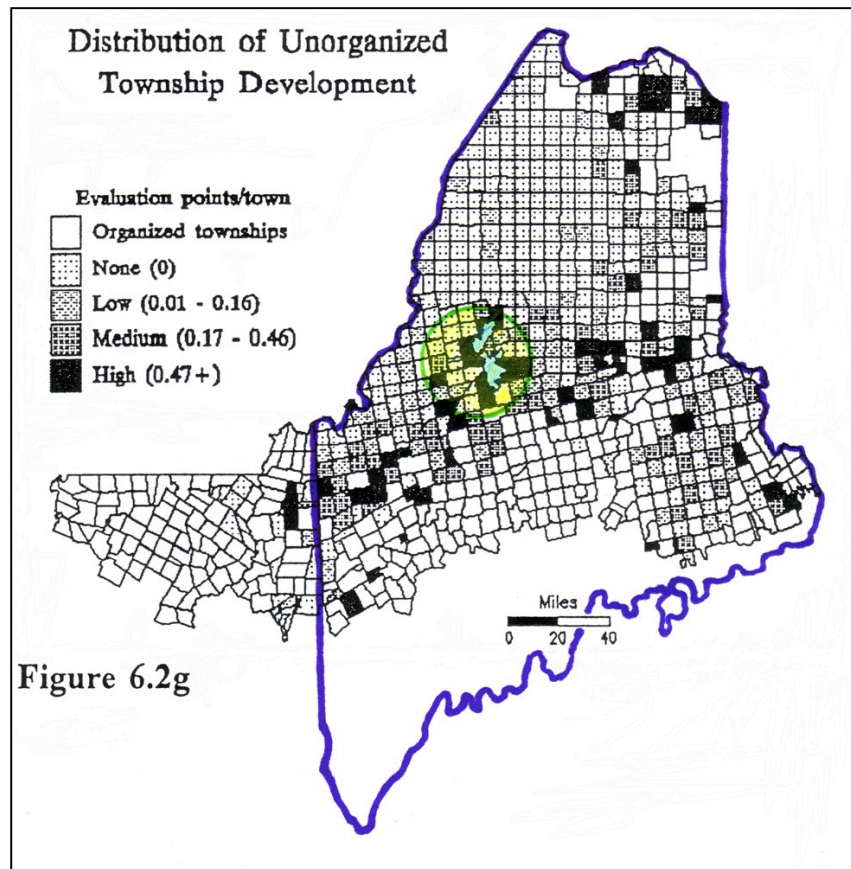 Distribution of Unorganized
Township Development
Evaluation points/town
Organized townships
None (0)
Low (0.01 - 0.16)
Medium (0.17 - 0.46)
High (0.47+)
Miles
0 20 40
Figure 6.2g